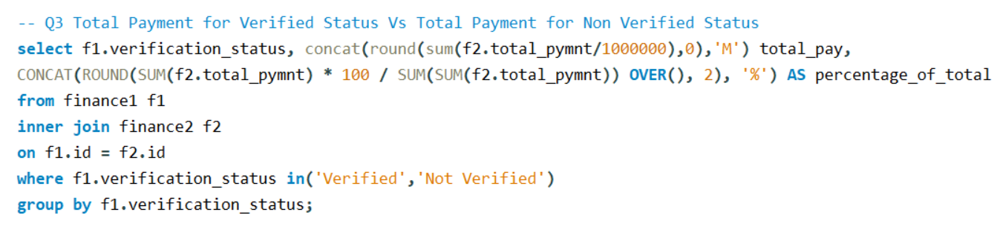 -- Q3 Total Payment for Verified Status Vs Total Payment for Non Verified Status
select f1.verification_status, concat(round(sum(f2.total_pymnt/1000000),0),'M') total_pay,
CONCAT(ROUND(SUM(f2.total_pymnt) * 100 / SUM(SUM(f2.total_pymnt)) OVER(), 2), '%') AS percentage_of_total
from finance1 f1
inner join finance2 f2
on f1.id = f2.id
where f1.verification_status in('Verified','Not Verified')
group by f1.verification_status;